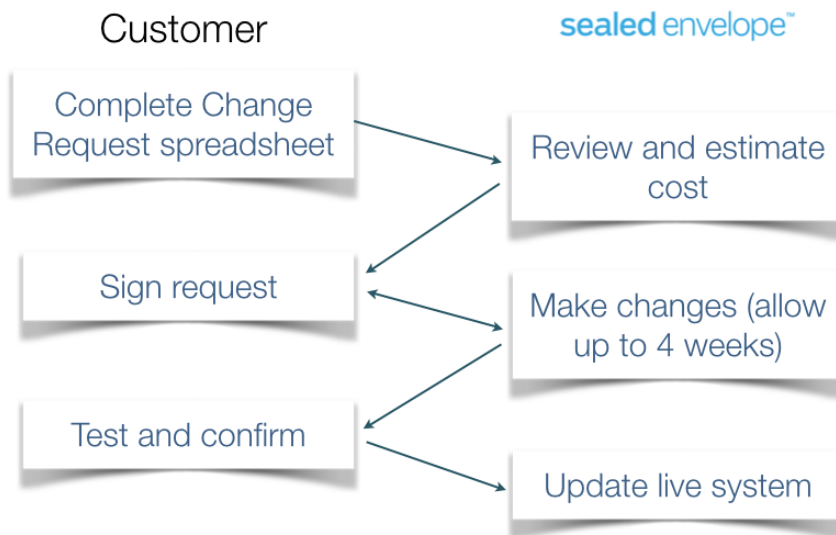 Customer
sealed envelope™
Complete Change
Request spreadsheet
Review and estimate
cost
Sign request
Make changes (allow
up to 4 weeks)
Test and confirm
Update live system